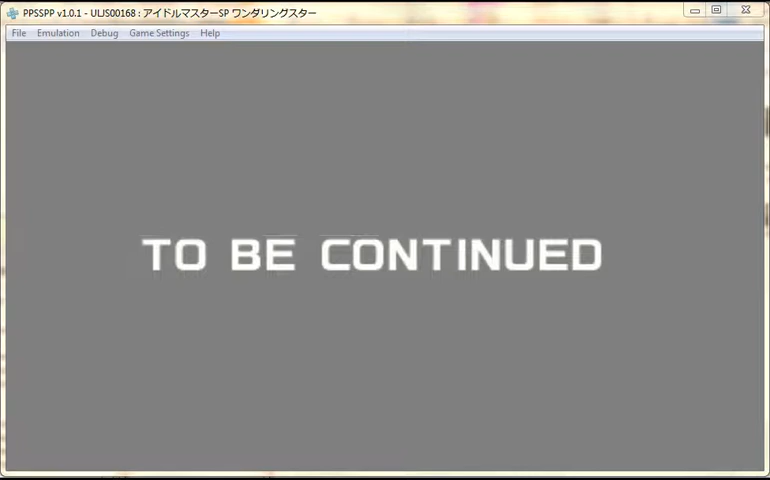 PPSSPP v1.0.1 - ULJS00168 : アイドルマスターSP ワンダリングスター
File Emulation Debug Game Settings Help
TO BE CONTINUED